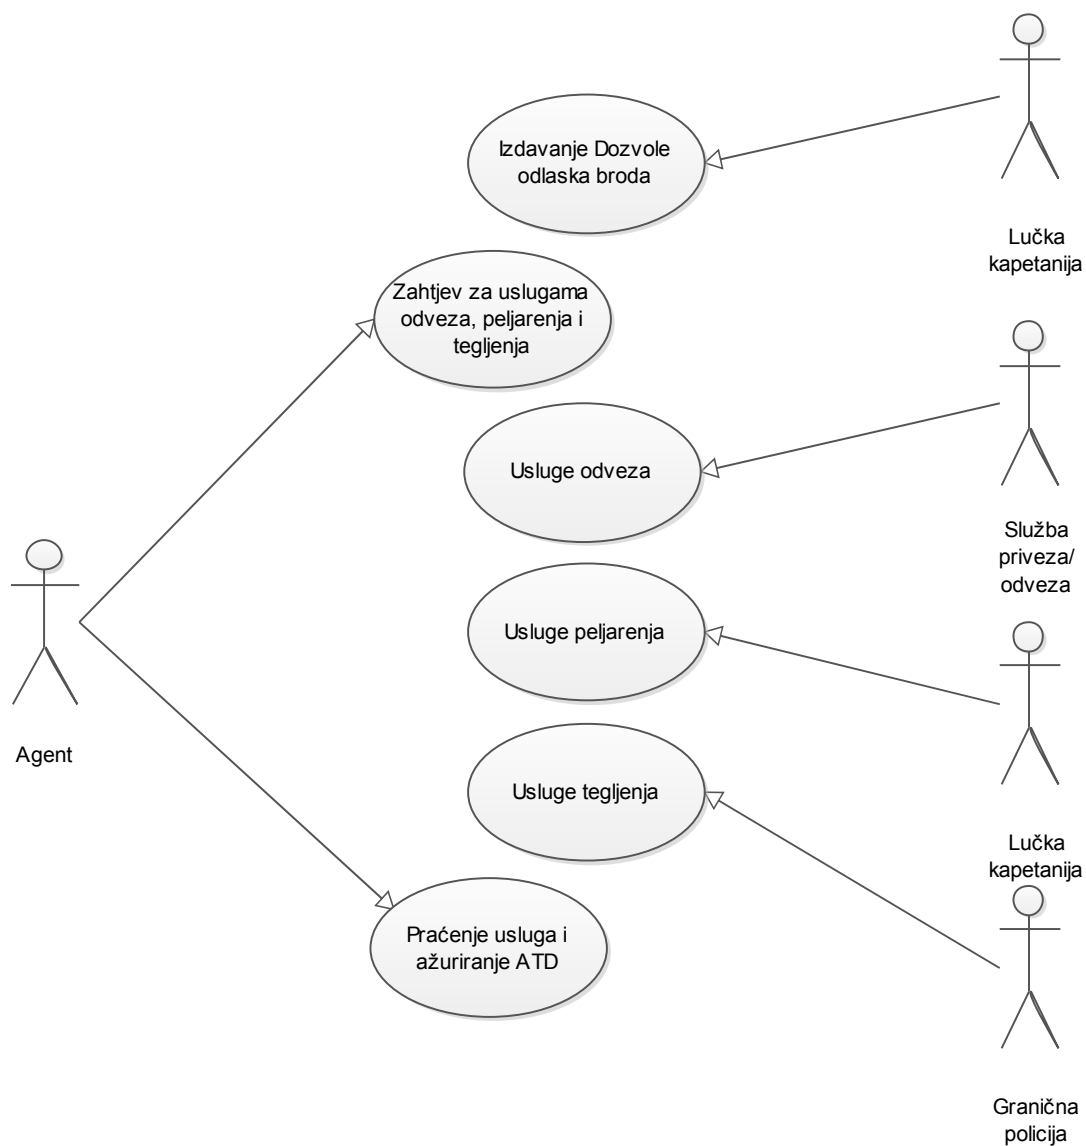 Izdavanje Dozvole
odlaska broda
Lučka
kapetanija
Zahtjev za uslugama
odveza, peljarenja i
tegljenja
Usluge odveza
Služba
priveza/
odveza
Usluge peljarenja
Agent
Usluge tegljenja
Lučka
kapetanija
Praćenje usluga i
ažuriranje ATD
Granična
policija